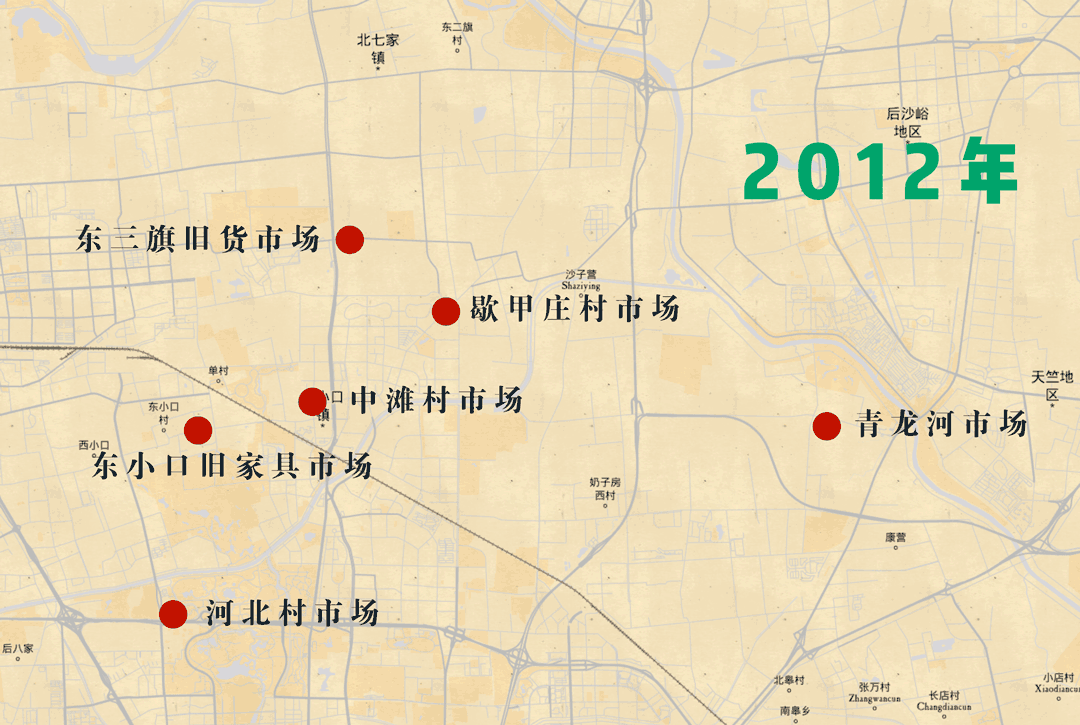 东二旗
村
北七家
镇
后沙峪
地区
2012年
东三旗旧货市场
沙子营
Shaziying
歇甲庄村市场
单村
天竺地
区
小口
镇
中滩村市场
东小口
村
青龙河市场
西小口
东小口旧家具市场
奶子房
西村
康营
河北村市场
后八家
北皋村
南皋乡
张万村
Zhangwancun
长店村
Changdiancun
小店村
Xiaodiancun